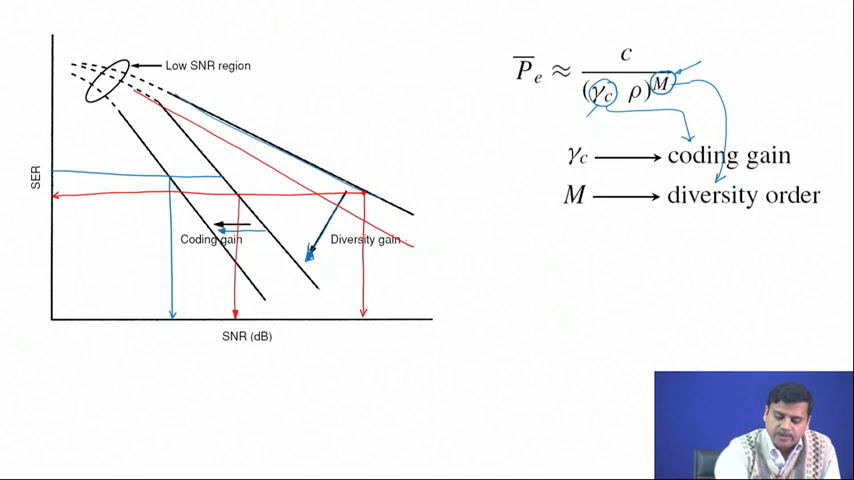 Low SNR region
SER
Coding gain
Diversity gain
SNR (dB)
P̅e ≈ c / (γc ρ)^M
γc ⟶ coding gain
M ⟶ diversity order